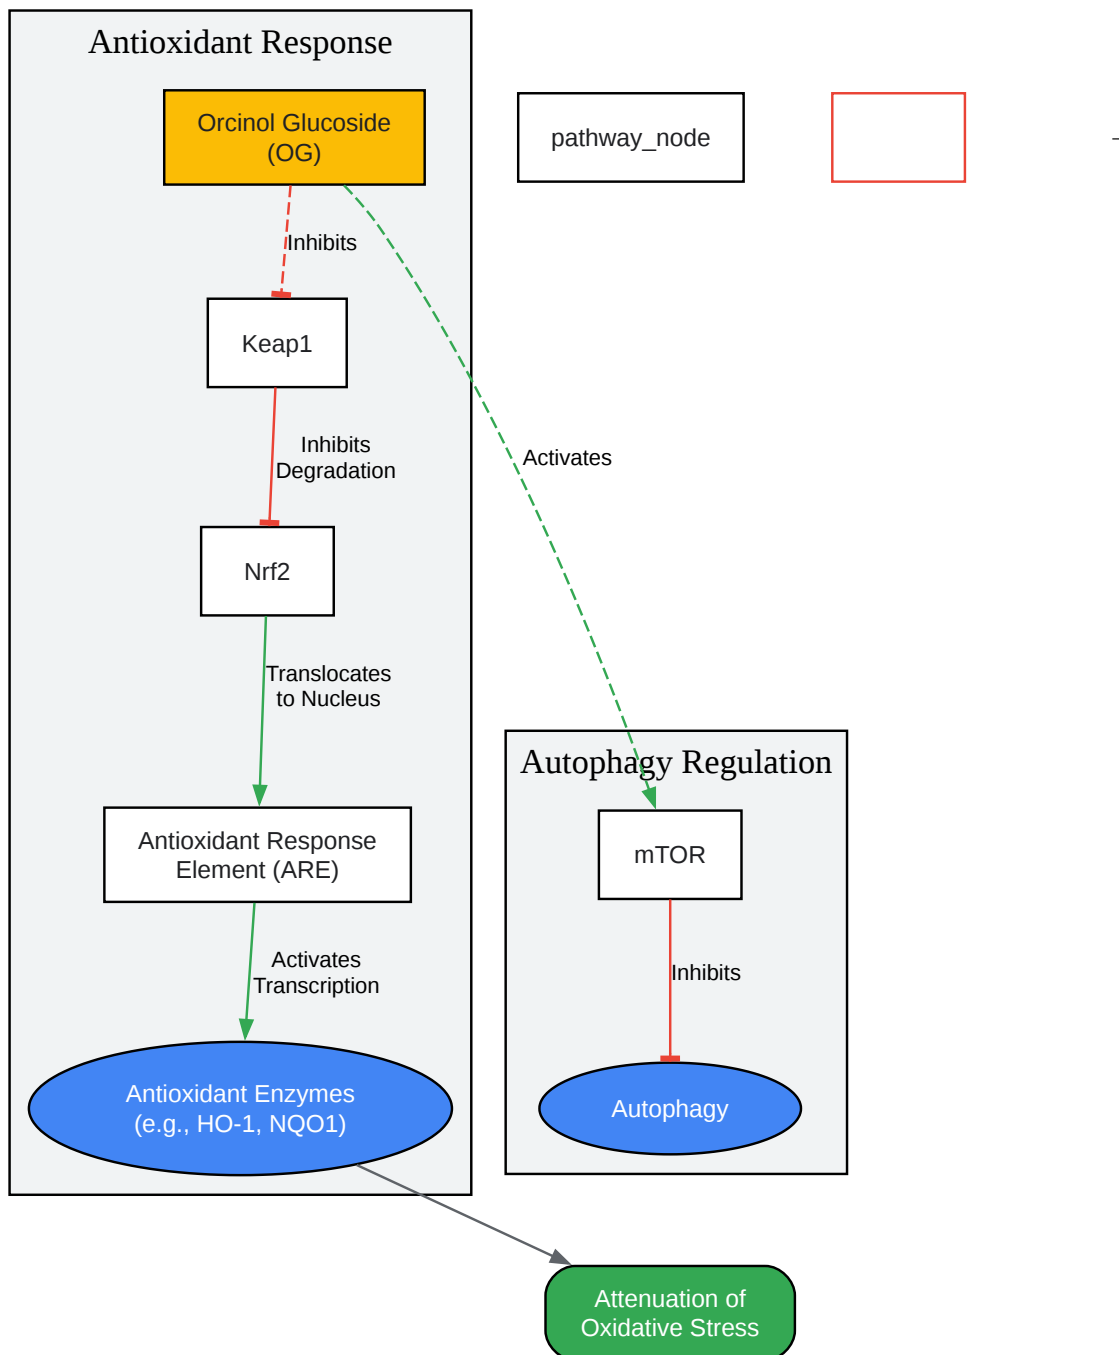 Antioxidant Response
Orcinol Glucoside
(OG)
pathway_node
Inhibits
Keap1
Inhibits
Degradation
Activates
Nrf2
Translocates
to Nucleus
Autophagy Regulation
Antioxidant Response
Element (ARE)
mTOR
Activates
Transcription
Inhibits
Antioxidant Enzymes
(e.g., HO-1, NQO1)
Autophagy
Attenuation of
Oxidative Stress